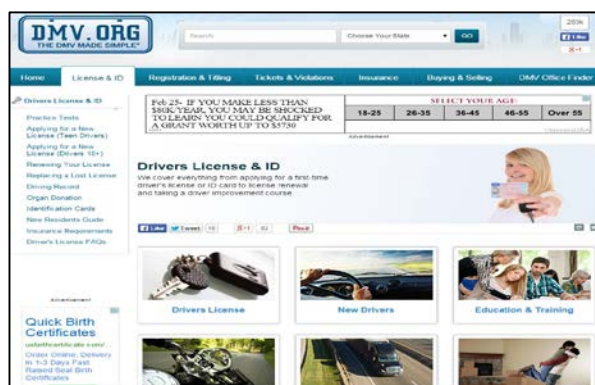 DMV.ORG
THE DMV MADE SIMPLE
Search
Choose Your State
GO
Like
Home
License & ID
Registration & Titling
Tickets & Violations
Insurance
Buying & Selling
DMV Office Finder
Drivers License & ID
Practice Tests
Applying for a New
License (Teen Drivers)
Applying for a New
License (Drivers 18+)
Renewing Your License
Replacing a Lost License
Driving Record
Organ Donation
Identification Cards
New Residents Guide
Insurance Requirements
Driver's License FAQs
Feb 25- IF YOU MAKE LESS THAN
$80K/YEAR, YOU MAY BE SHOCKED
TO LEARN YOU COULD QUALIFY FOR
A GRANT WORTH UP TO $5730
SELECT YOUR AGE:
18-25
26-35
36-45
46-55
Over 55
Advertisement
Drivers License & ID
We cover everything from applying for a first-time
driver's license or ID card to license renewal
and taking a driver improvement course.
Like
Tweet
Pin it
Drivers License
New Drivers
Education & Training
Advertisement
Quick Birth
Certificates
Order Online, Delivery
in 1-3 Days Fast
Raised Seal Birth
Certificates